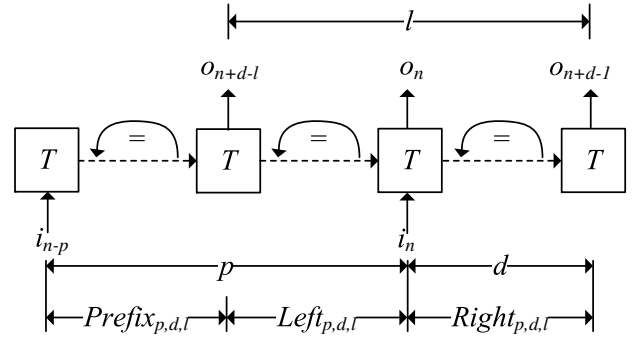 l
o_{n+d-l} o_n o_{n+d-1}
= = =
T T T T
i_{n-p} i_n
p d
Prefix_{p,d,l} Left_{p,d,l} Right_{p,d,l}